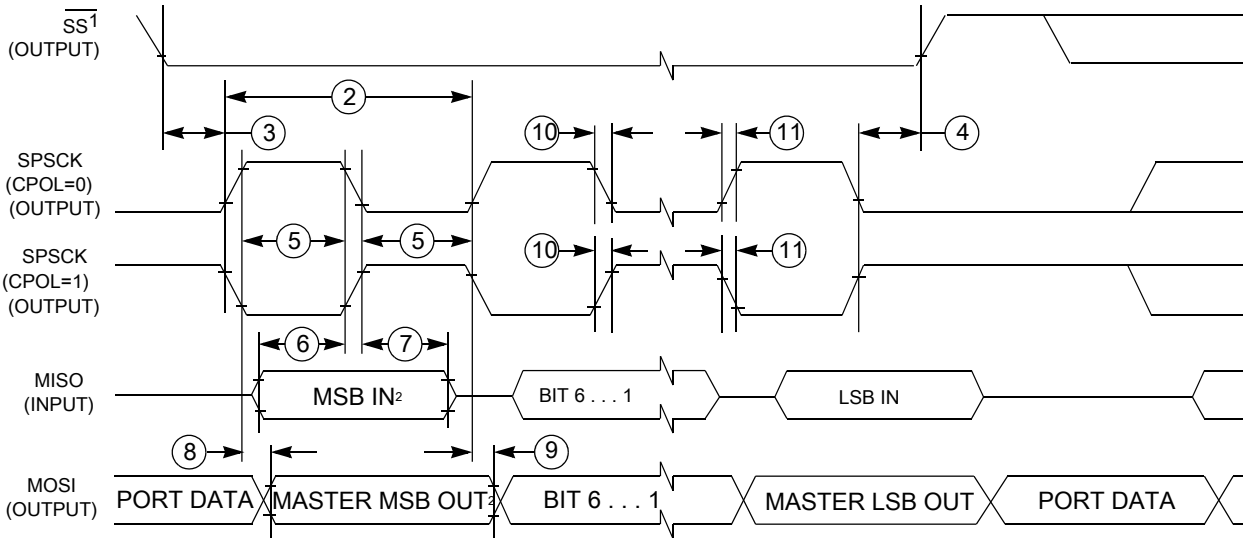 SS1
(OUTPUT)
2
3
10
11
4
SPSCK
(CPOL=0)
(OUTPUT)
5
5
SPSCK
(CPOL=1)
(OUTPUT)
10
11
6
7
MISO
(INPUT)
MSB IN2
BIT 6 . . . 1
LSB IN
8
9
MOSI
(OUTPUT)
PORT DATA
MASTER MSB OUT2
BIT 6 . . . 1
MASTER LSB OUT
PORT DATA